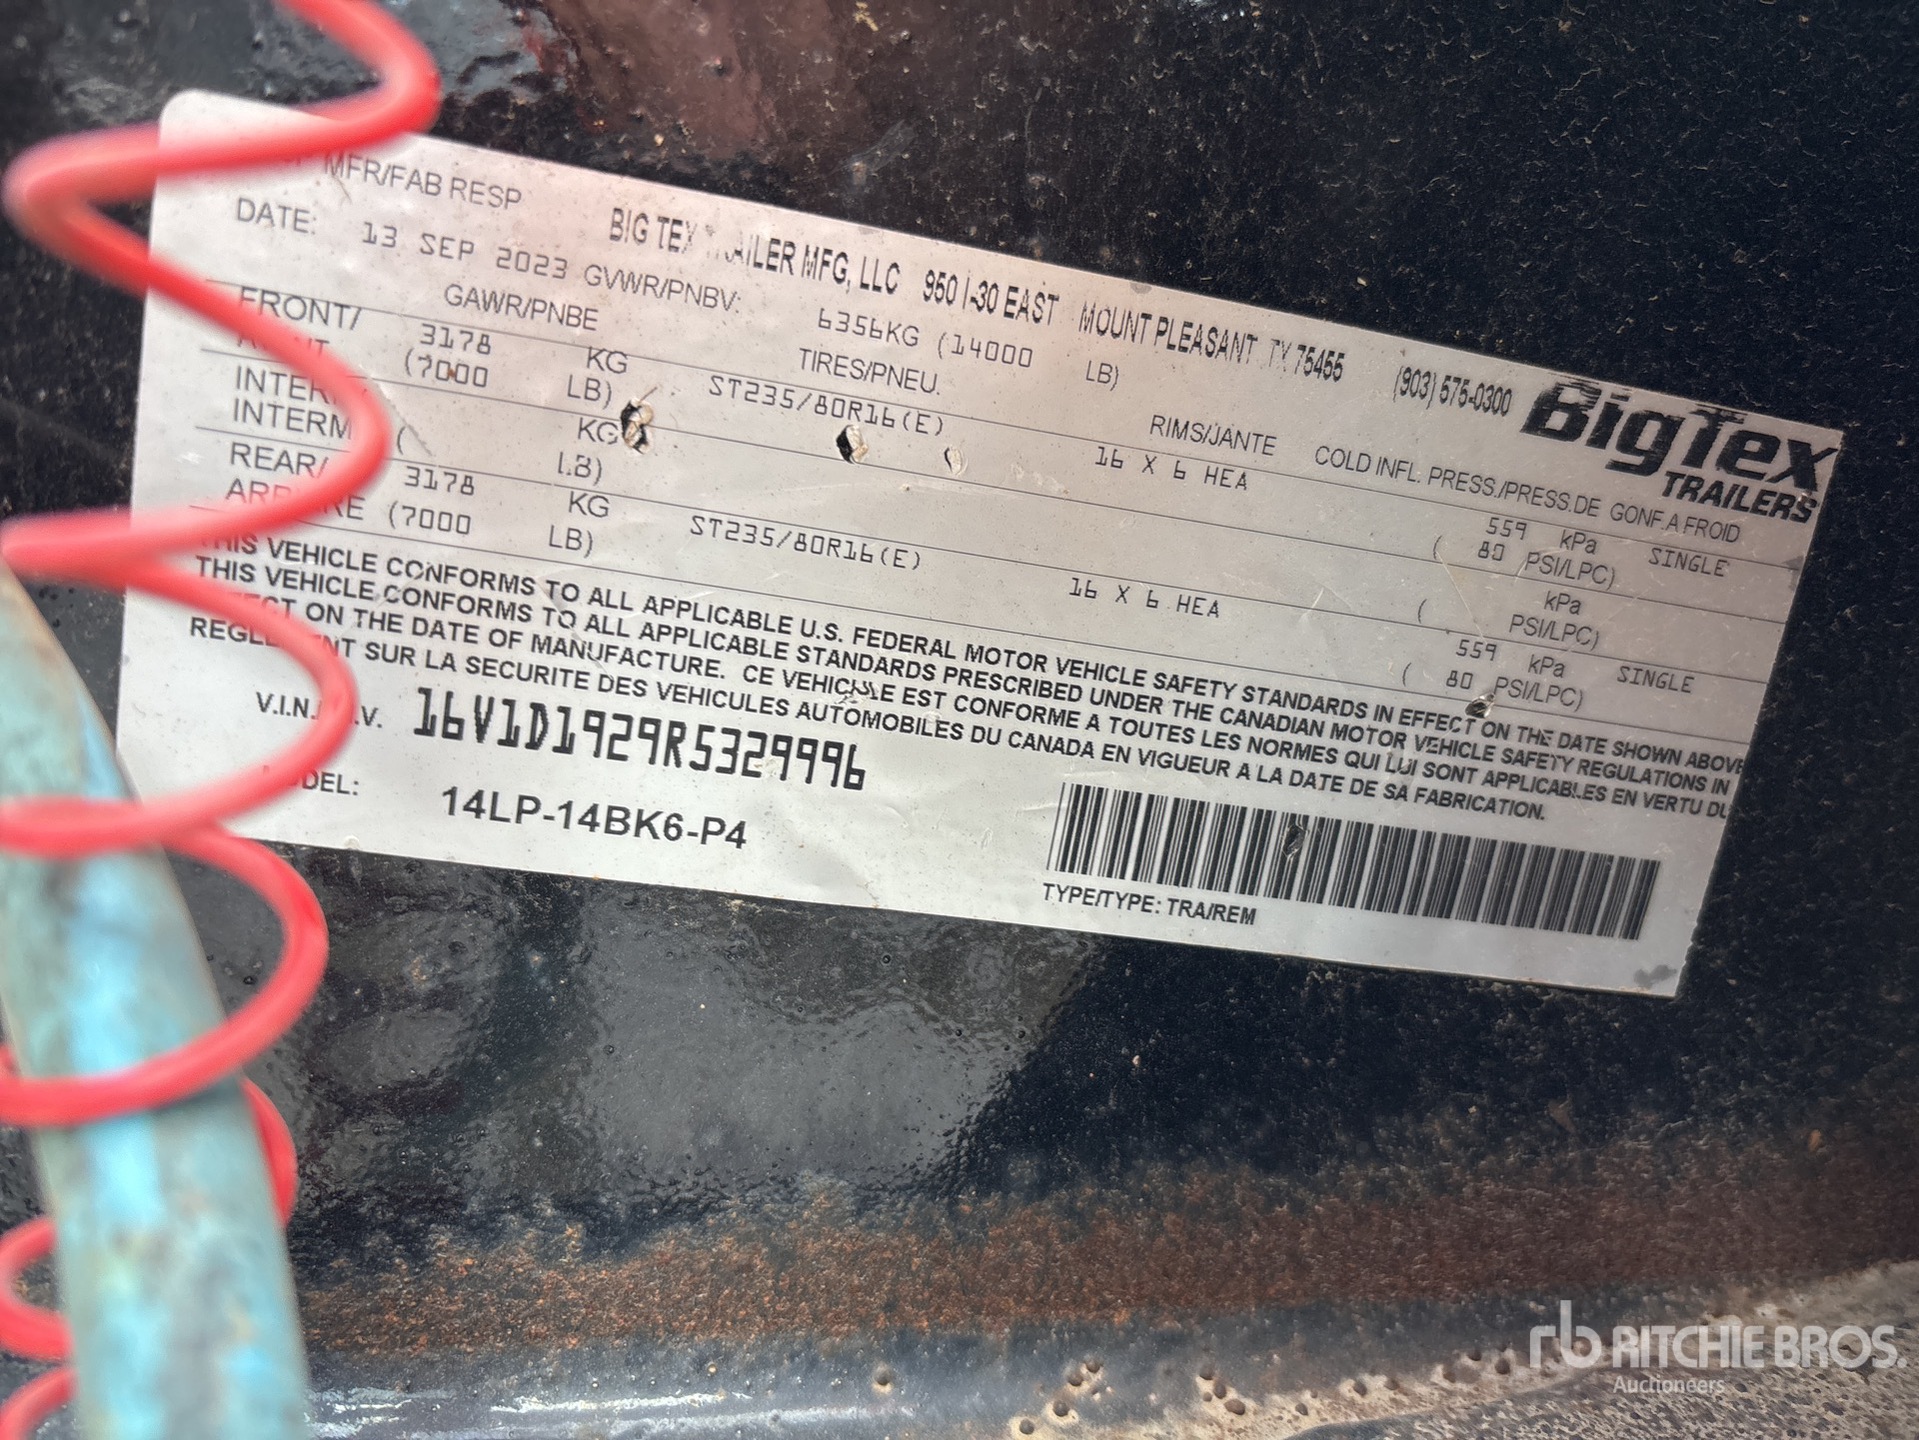 MFR/FAB RESP BIG TEX TRAILER MFG, LLC 950 I-30 EAST MOUNT PLEASANT TX 75455 (903) 575-0300
BigTex
TRAILERS
DATE: 13 SEP 2023 GVWR/PNBV: 6356KG (14000 LB)
GAWR/PNBE TIRES/PNEU. RIMS/JANTE COLD INFL. PRESS./PRESS.DE GONF.A FROID
FRONT/ 3178 KG ST235/80R16(E) 16 X 6 HEA 559 kPa SINGLE
(7000 LB) ( 80 PSI/LPC)
KG kPa
INTERM ( LB) ( PSI/LPC)
REAR/ 3178 KG ST235/80R16(E) 16 X 6 HEA 559 kPa SINGLE
ARRIERE (7000 LB) ( 80 PSI/LPC)
THIS VEHICLE CONFORMS TO ALL APPLICABLE U.S. FEDERAL MOTOR VEHICLE SAFETY STANDARDS IN EFFECT ON THE DATE SHOWN ABOVE
THIS VEHICLE CONFORMS TO ALL APPLICABLE STANDARDS PRESCRIBED UNDER THE CANADIAN MOTOR VEHICLE SAFETY REGULATIONS IN
EFFECT ON THE DATE OF MANUFACTURE. CE VEHICULE EST CONFORME A TOUTES LES NORMES QUI LUI SONT APPLICABLES EN VERTU DU
REGLEMENT SUR LA SECURITE DES VEHICULES AUTOMOBILES DU CANADA EN VIGUEUR A LA DATE DE SA FABRICATION.
V.I.N./N.I.V. 16V1D1929R5329996
MODEL: 14LP-14BK6-P4
TYPE/TYPE: TRA/REM
rb RITCHIE BROS.
Auctioneers